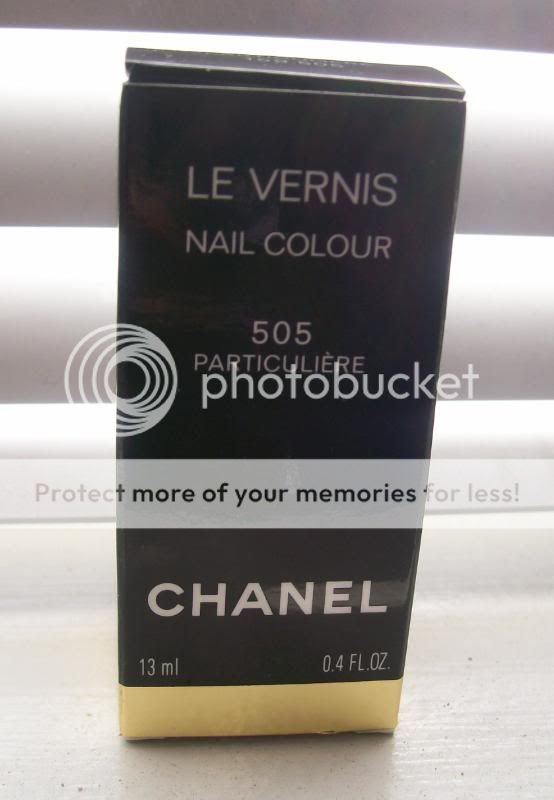 LE VERNIS
NAIL COLOUR
505
PARTICULIÈRE
photobucket
Protect more of your memories for less!
CHANEL
13 ml
0.4 FL.OZ.